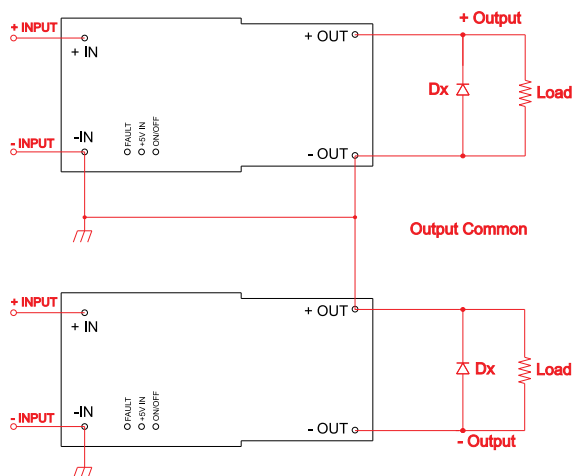 + INPUT
+ IN
+ OUT
+ Output
Dx
Load
- INPUT
-IN
FAULT
+5V IN
ON/OFF
- OUT
Output Common
+ INPUT
+ IN
+ OUT
Dx
Load
- INPUT
-IN
FAULT
+5V IN
ON/OFF
- OUT
- Output